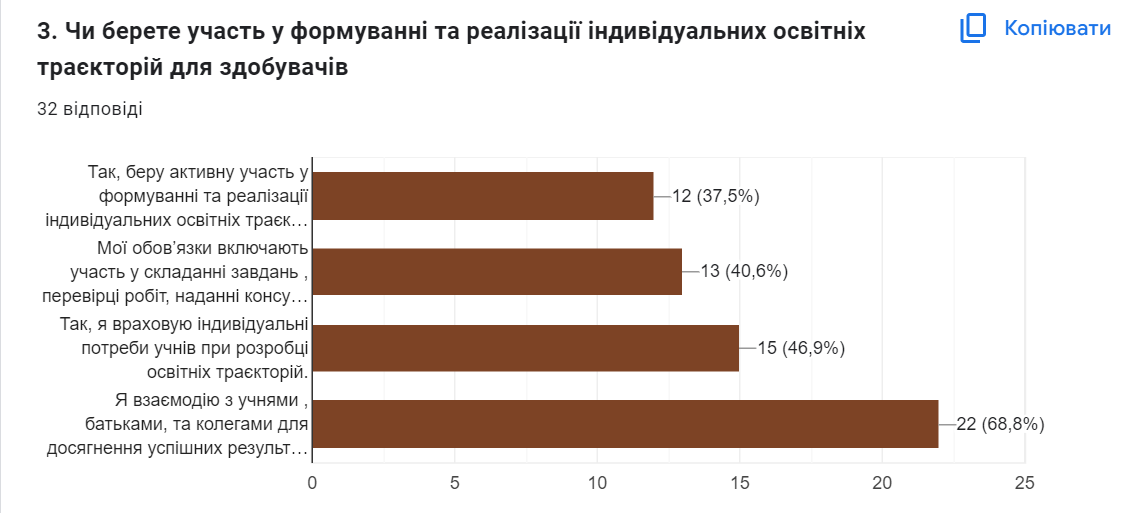 3. Чи берете участь у формуванні та реалізації індивідуальних освітніх
траєкторій для здобувачів
Копіювати
32 відповіді
Так, беру активну участь у
формуванні та реалізації
індивідуальних освітніх траєк…
12 (37,5%)
Мої обов’язки включають
участь у складанні завдань ,
перевірці робіт, наданні консу…
13 (40,6%)
Так, я враховую індивідуальні
потреби учнів при розробці
освітніх траєкторій.
15 (46,9%)
Я взаємодію з учнями ,
батьками, та колегами для
досягнення успішних результ…
22 (68,8%)
0 5 10 15 20 25